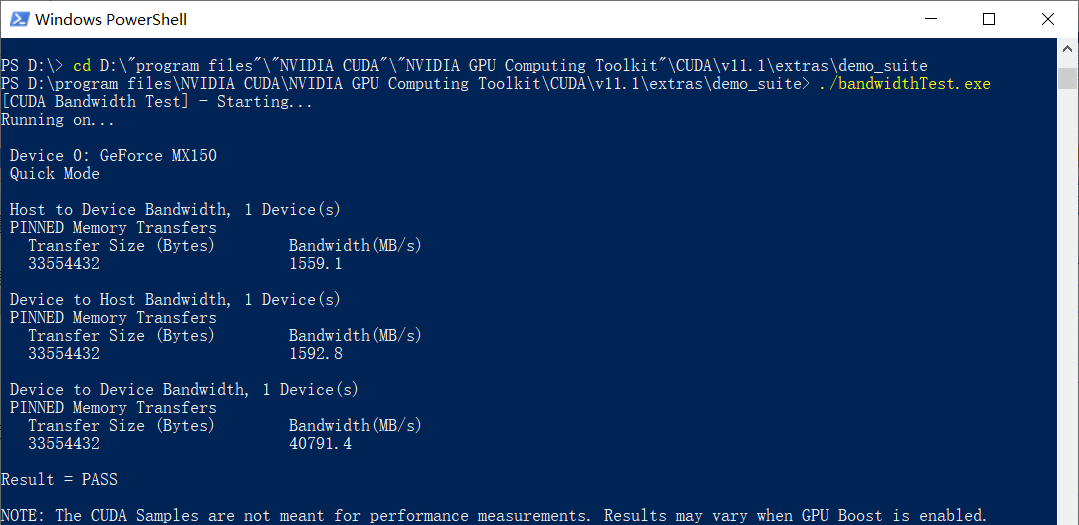 Windows PowerShell
PS D:\> cd D:\"program files"\"NVIDIA CUDA"\"NVIDIA GPU Computing Toolkit"\CUDA\v11.1\extras\demo_suite
PS D:\program files\NVIDIA CUDA\NVIDIA GPU Computing Toolkit\CUDA\v11.1\extras\demo_suite> ./bandwidthTest.exe
[CUDA Bandwidth Test] - Starting...
Running on...
Device 0: GeForce MX150
Quick Mode
Host to Device Bandwidth, 1 Device(s)
PINNED Memory Transfers
Transfer Size (Bytes) Bandwidth(MB/s)
33554432 1559.1
Device to Host Bandwidth, 1 Device(s)
PINNED Memory Transfers
Transfer Size (Bytes) Bandwidth(MB/s)
33554432 1592.8
Device to Device Bandwidth, 1 Device(s)
PINNED Memory Transfers
Transfer Size (Bytes) Bandwidth(MB/s)
33554432 40791.4
Result = PASS
NOTE: The CUDA Samples are not meant for performance measurements. Results may vary when GPU Boost is enabled.